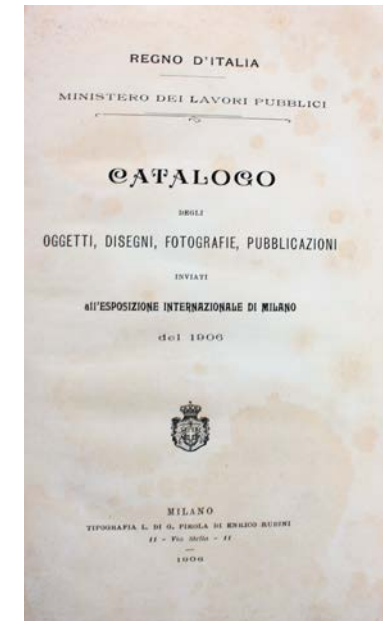 REGNO D'ITALIA
MINISTERO DEI LAVORI PUBBLICI
CATALOGO
DEGLI
OGGETTI, DISEGNI, FOTOGRAFIE, PUBBLICAZIONI
INVIATI
all'ESPOSIZIONE INTERNAZIONALE DI MILANO
del 1906
MILANO
TIPOGRAFIA L. DI G. PIROLA DI ENRICO RUBINI
11 - Via Stella - 11
1906